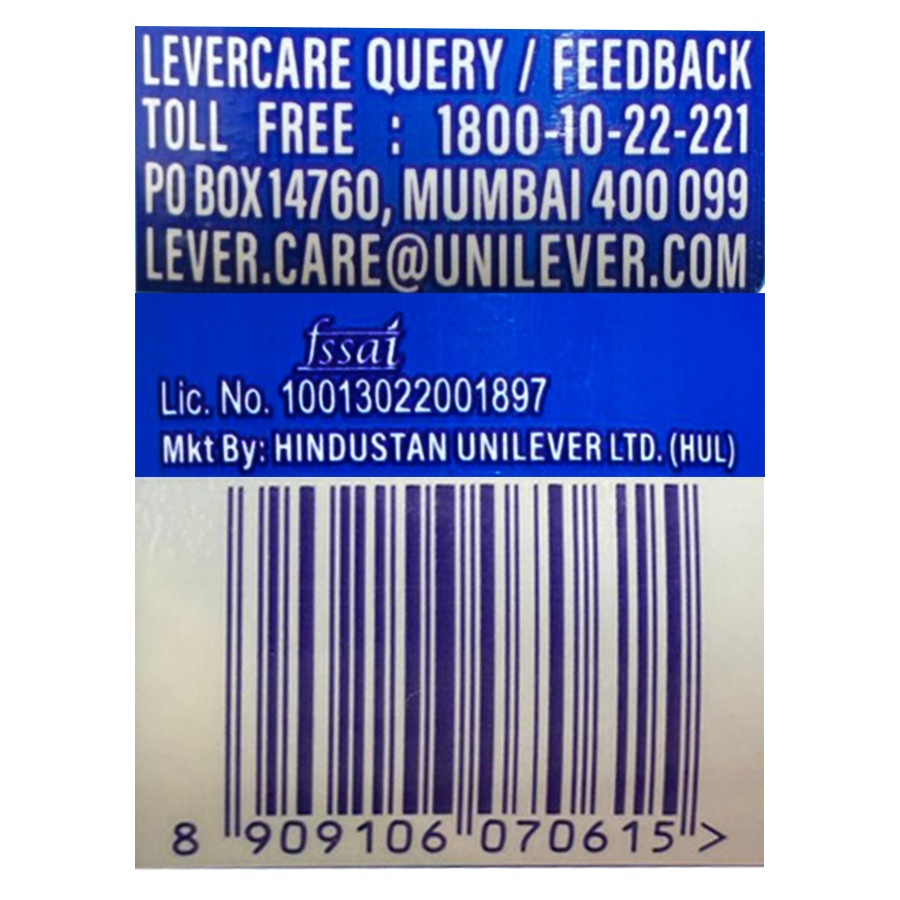 LEVERCARE QUERY / FEEDBACK
TOLL FREE : 1800-10-22-221
PO BOX 14760, MUMBAI 400 099
LEVER.CARE@UNILEVER.COM
fssai
Lic. No. 10013022001897
Mkt By: HINDUSTAN UNILEVER LTD. (HUL)
8 909106 070615 >